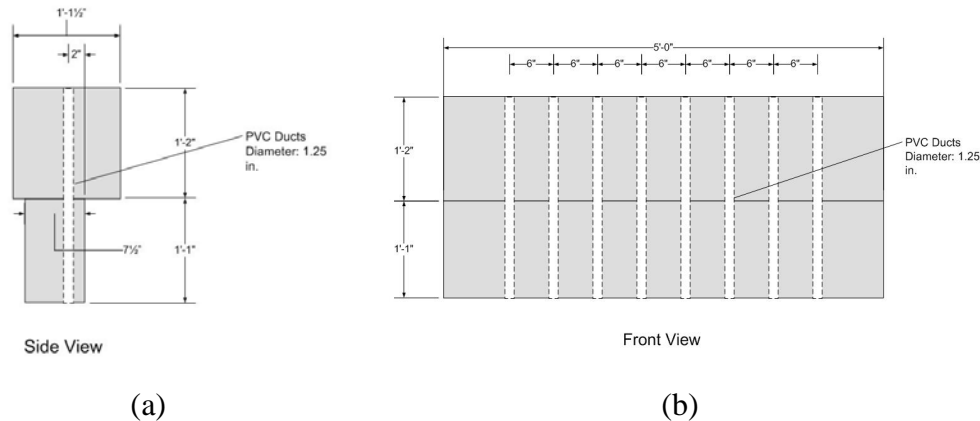 1'-1½"
2"
1'-2"
PVC Ducts
Diameter: 1.25
in.
7½"
1'-1"
Side View
(a)
5'-0"
6" 6" 6" 6" 6" 6" 6"
1'-2"
PVC Ducts
Diameter: 1.25
in.
1'-1"
Front View
(b)